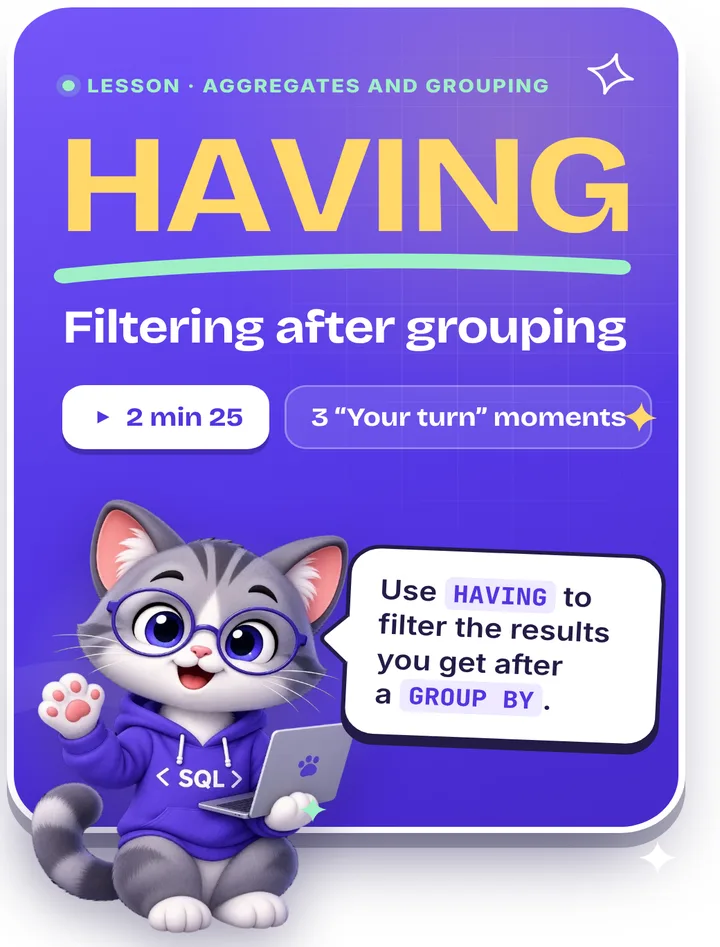 LESSON · AGGREGATES AND GROUPING
HAVING
Filtering after grouping
2 min 25
3 “Your turn” moments
Use HAVING to
filter the results
you get after
a GROUP BY.
< SQL >